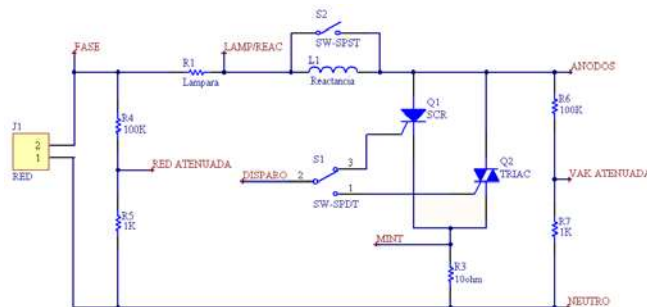 S2
FASE
LAMP/REAC
SW-SPST
R1
L1
ANODOS
Lampara
Reactancia
Q1
SCR
R6
100K
R4
100K
J1
2
1
RED
S1
3
Q2
TRIAC
RED ATENUADA
DISPARO
2
VAK ATENUADA
1
SW-SPDT
R5
1K
R7
1K
MINT
R3
10ohm
NEUTRO